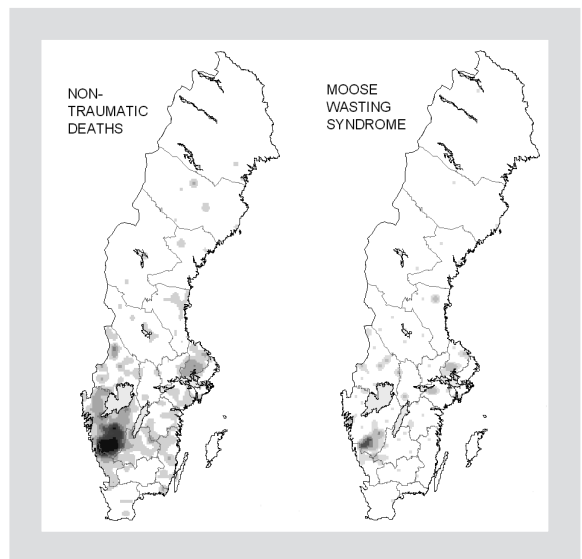 NON-
TRAUMATIC
DEATHS
MOOSE
WASTING
SYNDROME